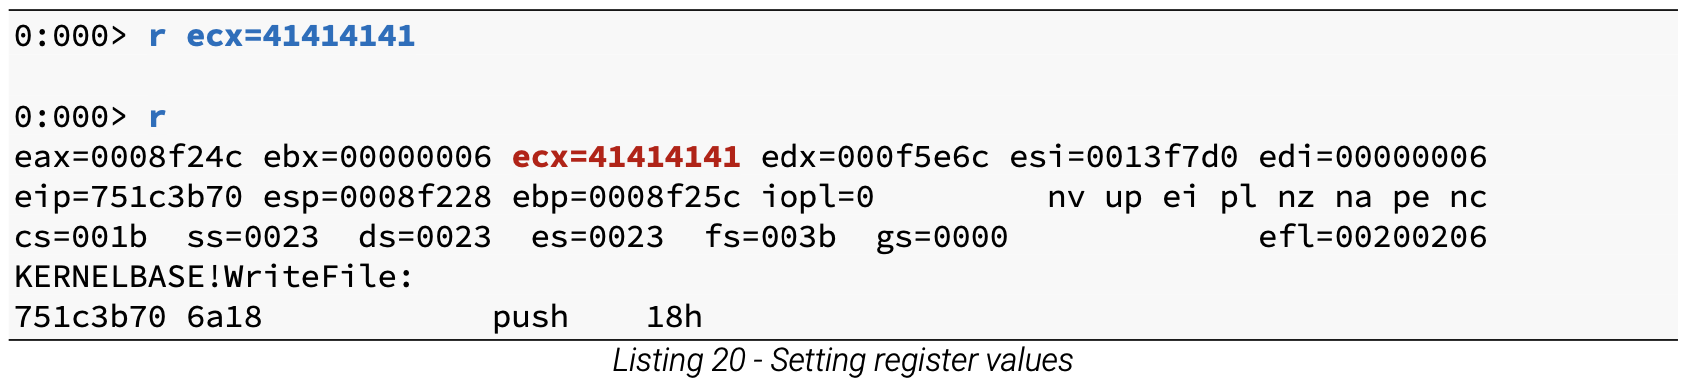 0:000> r ecx=41414141
0:000> r
eax=0008f24c ebx=00000006 ecx=41414141 edx=000f5e6c esi=0013f7d0 edi=00000006
eip=751c3b70 esp=0008f228 ebp=0008f25c iopl=0         nv up ei pl nz na pe nc
cs=001b  ss=0023  ds=0023  es=0023  fs=003b  gs=0000             efl=00200206
KERNELBASE!WriteFile:
751c3b70 6a18            push    18h
Listing 20 - Setting register values